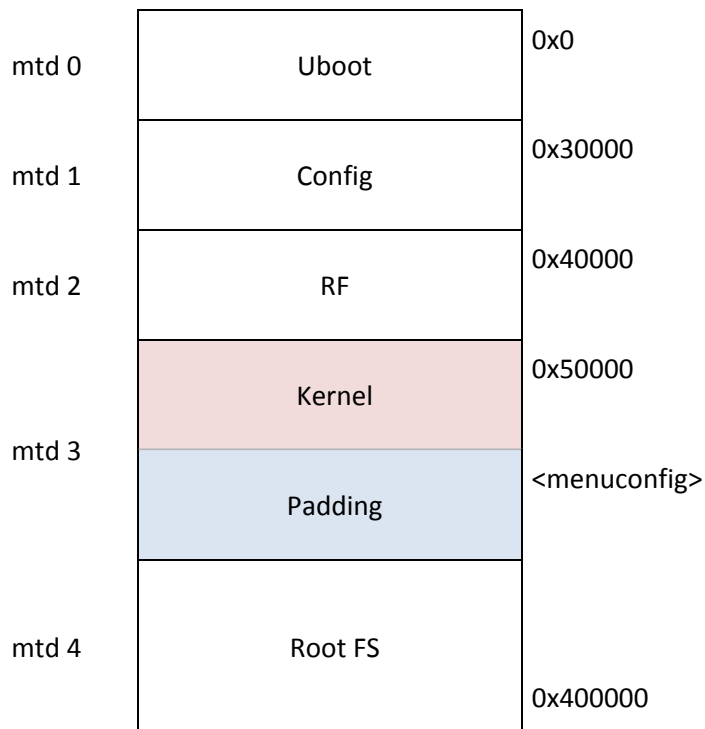 0x0
mtd 0 Uboot
0x30000
mtd 1 Config
0x40000
mtd 2 RF
0x50000
Kernel
mtd 3
<menuconfig>
Padding
mtd 4 Root FS
0x400000